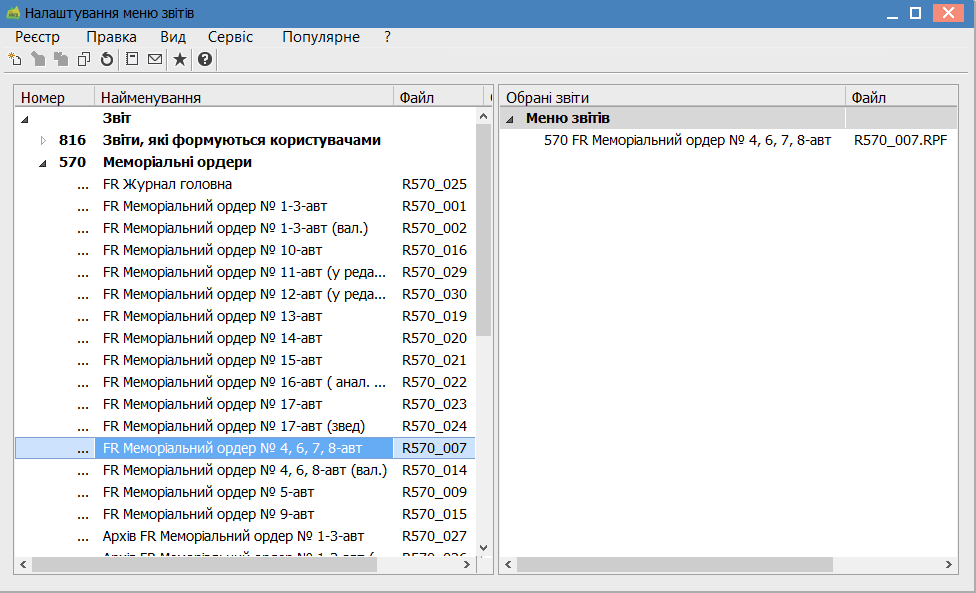 Налаштування меню звітів
Реєстр Правка Вид Сервіс Популярне ?
Номер Найменування Файл
Звіт
816 Звіти, які формуються користувачами
570 Меморіальні ордери
... FR Журнал головна R570_025
... FR Меморіальний ордер № 1-3-авт R570_001
... FR Меморіальний ордер № 1-3-авт (вал.) R570_002
... FR Меморіальний ордер № 10-авт R570_016
... FR Меморіальний ордер № 11-авт (у реда... R570_029
... FR Меморіальний ордер № 12-авт (у реда... R570_030
... FR Меморіальний ордер № 13-авт R570_019
... FR Меморіальний ордер № 14-авт R570_020
... FR Меморіальний ордер № 15-авт R570_021
... FR Меморіальний ордер № 16-авт ( анал. ... R570_022
... FR Меморіальний ордер № 17-авт R570_023
... FR Меморіальний ордер № 17-авт (звед) R570_024
... FR Меморіальний ордер № 4, 6, 7, 8-авт R570_007
... FR Меморіальний ордер № 4, 6, 8-авт (вал.) R570_014
... FR Меморіальний ордер № 5-авт R570_009
... FR Меморіальний ордер № 9-авт R570_015
... Архів FR Меморіальний ордер № 1-3-авт R570_027
Обрані звіти Файл
Меню звітів
570 FR Меморіальний ордер № 4, 6, 7, 8-авт R570_007.RPF